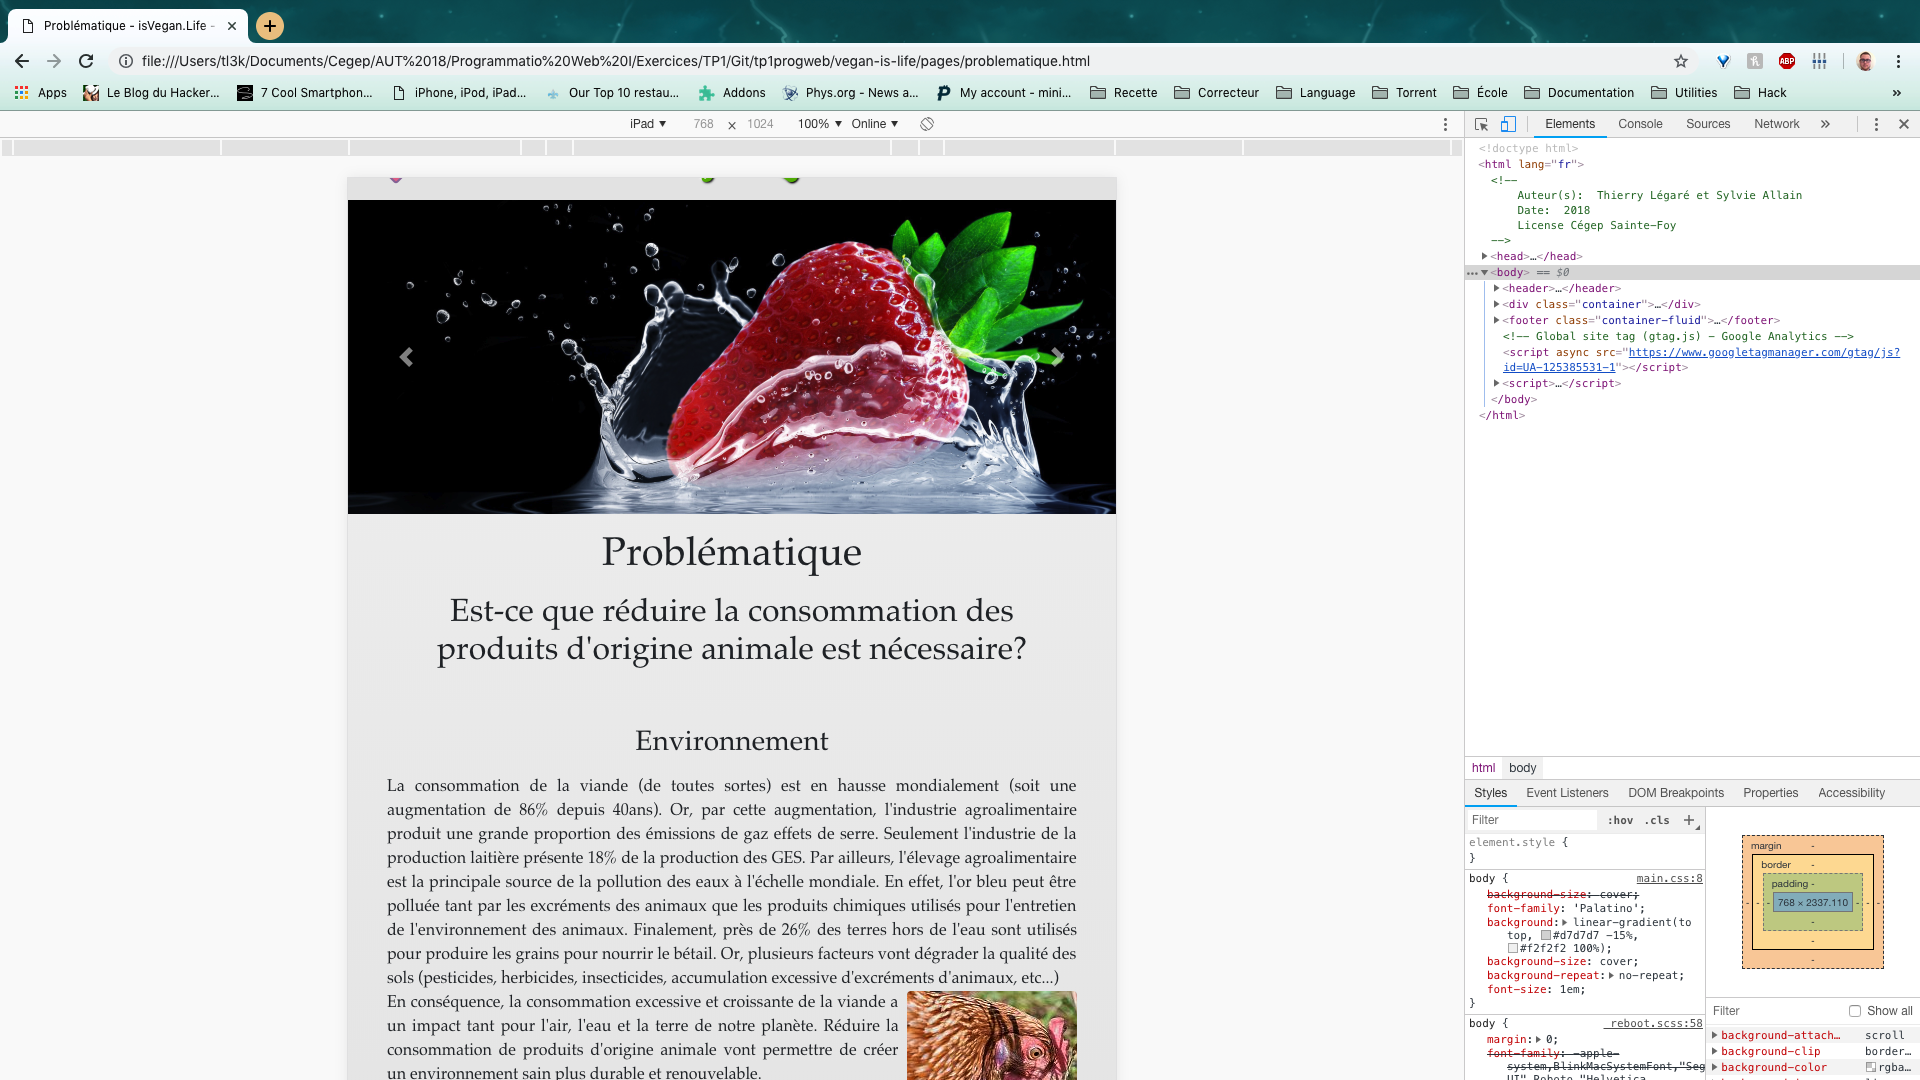 Problématique - isVegan.Life -
file:///Users/tl3k/Documents/Cegep/AUT%2018/Programmatio%20Web%20I/Exercices/TP1/Git/tp1progweb/vegan-is-life/pages/problematique.html
ABP
Apps Le Blog du Hacker... 7 Cool Smartphon... iPhone, iPod, iPad... Our Top 10 restau... Addons Phys.org - News a... My account - mini... Recette Correcteur Language Torrent École Documentation Utilities Hack »
iPad ▼ 768 x 1024 100% ▼ Online ▼
Problématique
Est-ce que réduire la consommation des
produits d'origine animale est nécessaire?
Environnement
La consommation de la viande (de toutes sortes) est en hausse mondialement (soit une
augmentation de 86% depuis 40ans). Or, par cette augmentation, l'industrie agroalimentaire
produit une grande proportion des émissions de gaz effets de serre. Seulement l'industrie de la
production laitière présente 18% de la production des GES. Par ailleurs, l'élevage agroalimentaire
est la principale source de la pollution des eaux à l'échelle mondiale. En effet, l'or bleu peut être
polluée tant par les excréments des animaux que les produits chimiques utilisés pour l'entretien
de l'environnement des animaux. Finalement, près de 26% des terres hors de l'eau sont utilisés
pour produire les grains pour nourrir le bétail. Or, plusieurs facteurs vont dégrader la qualité des
sols (pesticides, herbicides, insecticides, accumulation excessive d'excréments d'animaux, etc...)
En conséquence, la consommation excessive et croissante de la viande a
un impact tant pour l'air, l'eau et la terre de notre planète. Réduire la
consommation de produits d'origine animale vont permettre de créer
un environnement sain plus durable et renouvelable.
Elements Console Sources Network »
<!doctype html>
<html lang="fr">
<!--
Auteur(s): Thierry Légaré et Sylvie Allain
Date: 2018
License Cégep Sainte-Foy
-->
<head>…</head>
<body> == $0
<header>…</header>
<div class="container">…</div>
<footer class="container-fluid">…</footer>
<!-- Global site tag (gtag.js) - Google Analytics -->
<script async src="https://www.googletagmanager.com/gtag/js?
id=UA-125385531-1"></script>
<script>…</script>
</body>
</html>
html body
Styles Event Listeners DOM Breakpoints Properties Accessibility
Filter :hov .cls +
element.style {
}
body { main.css:8
background-size: cover;
font-family: 'Palatino';
background: linear-gradient(to
top, #d7d7d7 -15%,
#f2f2f2 100%);
background-size: cover;
background-repeat: no-repeat;
font-size: 1em;
}
body { _reboot.scss:58
margin: 0;
font-family: -apple-
system,BlinkMacSystemFont,"Seg
UI",Roboto,"Helvetica
margin -
border -
padding -
768 × 2337.110
Filter Show all
background-attach… scroll
background-clip border…
background-color rgba…